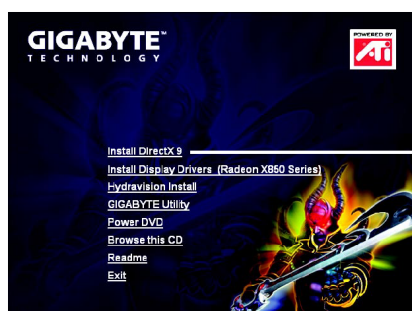 GIGABYTE™
TECHNOLOGY
POWERED BY
ATi
Install DirectX 9
Install Display Drivers (Radeon X850 Series)
Hydravision Install
GIGABYTE Utility
Power DVD
Browse this CD
Readme
Exit